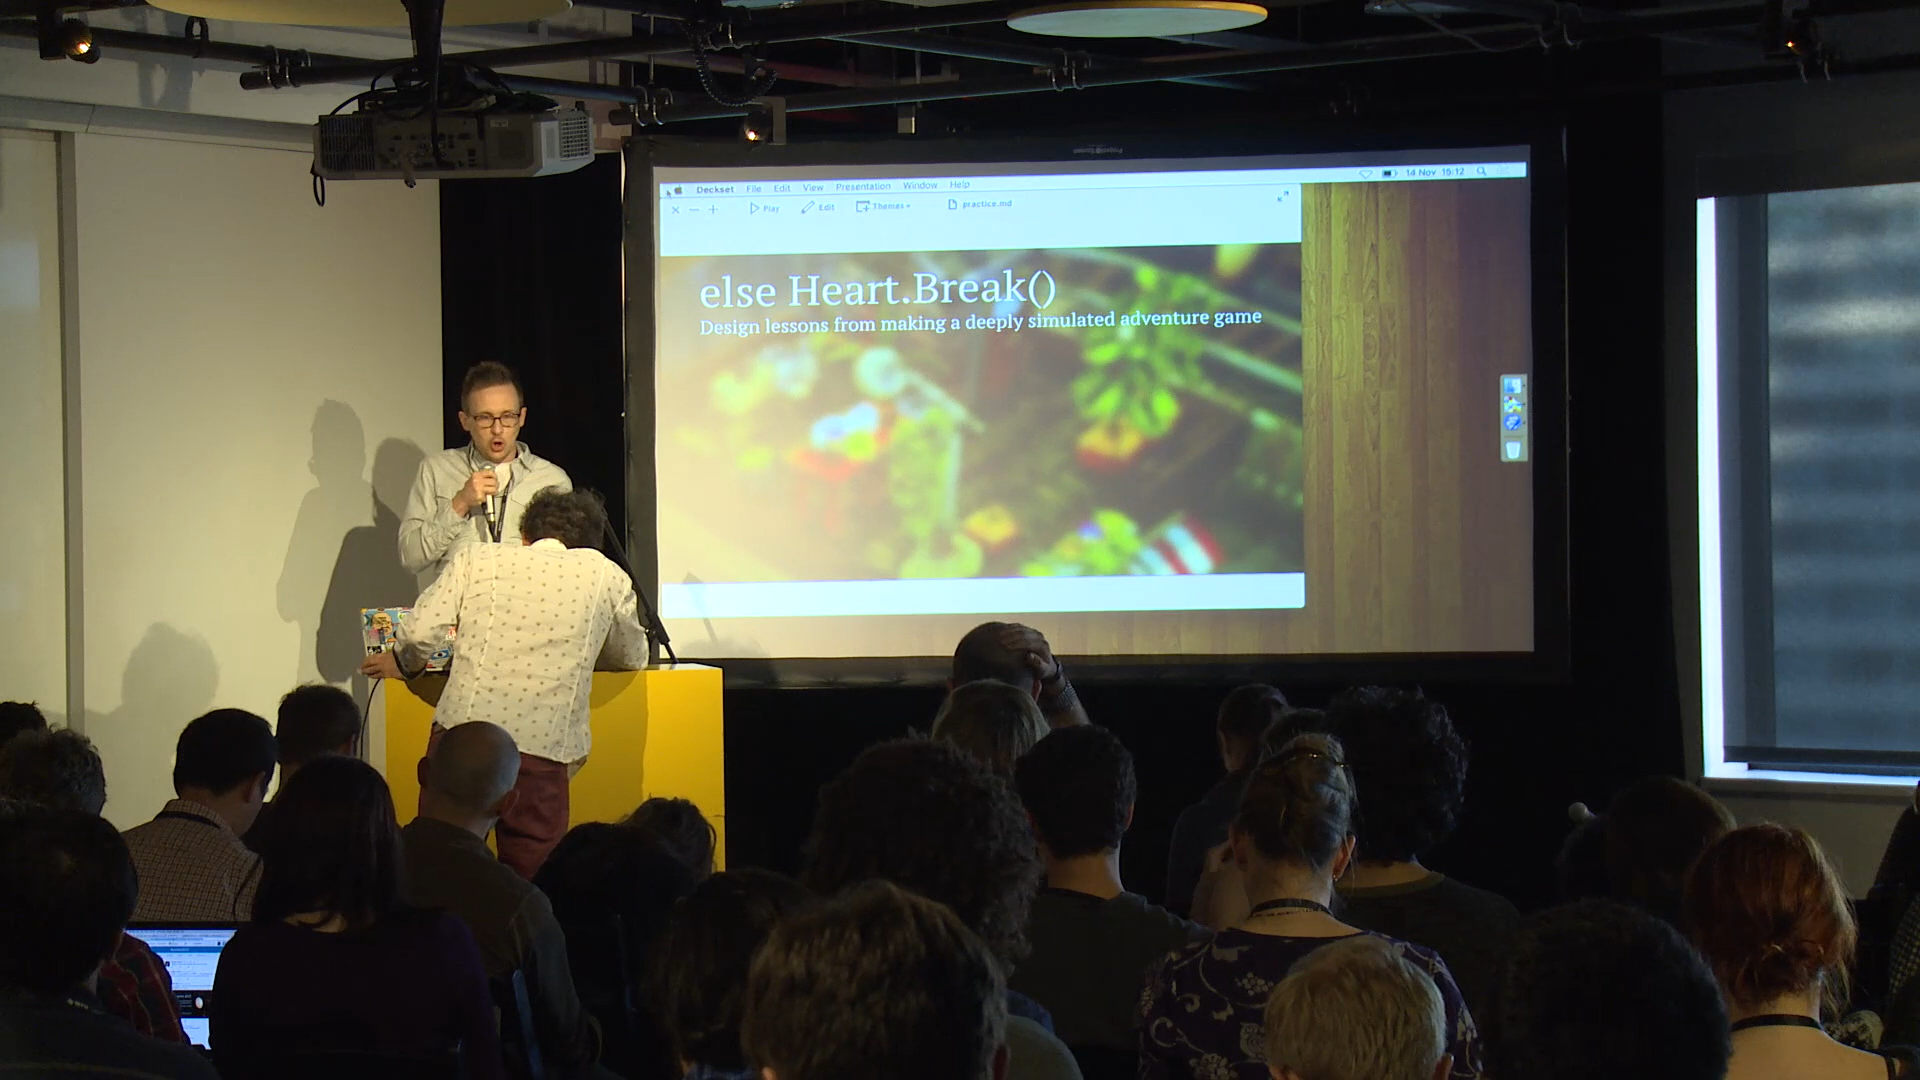 Deckset File Edit View Presentation Window Help
14 Nov 15:12
Play Edit Themes practice.md
else Heart.Break()
Design lessons from making a deeply simulated adventure game